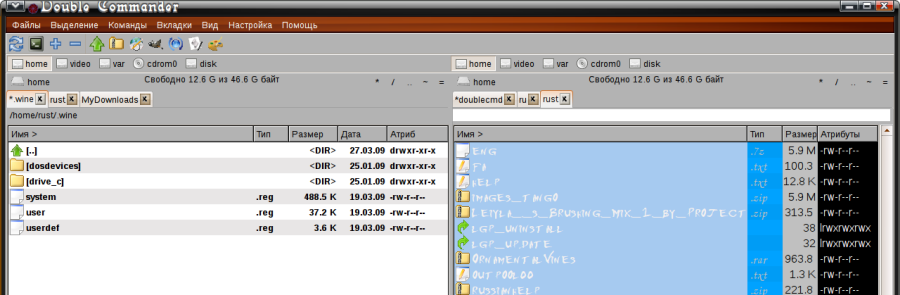 Double Commander
Файлы Выделение Команды Вкладки Вид Настройка Помощь
home video var cdrom0 disk
home Свободно 12.6 G из 46.6 G байт * / .. ~ =
*.wine rust MyDownloads
/home/rust/.wine
Имя > Тип Размер Дата Атриб
[..] <DIR> 27.03.09 drwxr-xr-x
[dosdevices] <DIR> 25.01.09 drwxr-xr-x
[drive_c] <DIR> 25.01.09 drwxr-xr-x
system .reg 488.5 K 19.03.09 -rw-r--r--
user .reg 37.2 K 19.03.09 -rw-r--r--
userdef .reg 3.6 K 19.03.09 -rw-r--r--
home video var cdrom0 disk
home Свободно 12.6 G из 46.6 G байт * / .. ~ =
*doublecmd ru rust
Имя > Тип Размер Атрибуты
ENG 5.9 M -rw-r--r--
.txt 100.3 -rw-r--r--
HELP .txt 12.8 K -rw-r--r--
IMAGES_TANGO .zip 5.9 M -rw-r--r--
LEMLA__S_BRUSHING_MIX_2_BY_PROJECT .zip 313.5 -rw-r--r--
LGP_UNINSTALL 38 lrwxrwxrwx
LGP_UPDATE 32 lrwxrwxrwx
ORNAMENTALVINES .rar 963.8 -rw-r--r--
OUTPOOLDO .txt 1.3 K -rw-r--r--
RUSSIANHELP .zip 221.8 -rw-r--r--